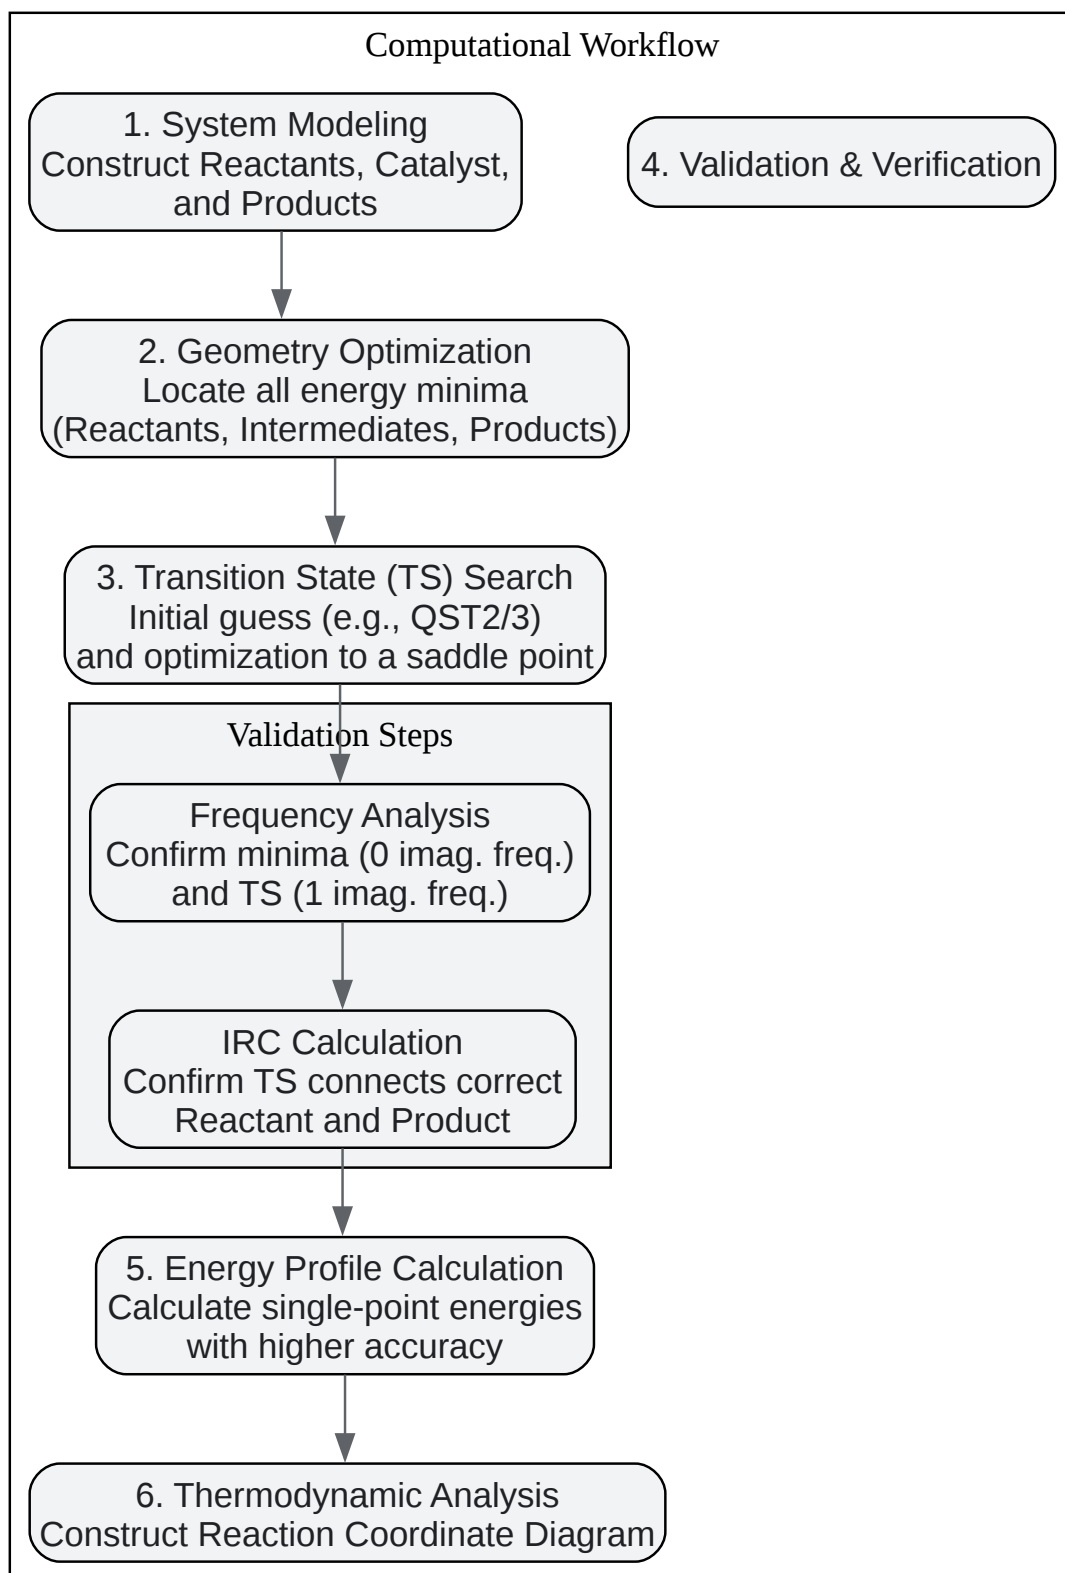 Computational Workflow
1. System Modeling
Construct Reactants, Catalyst,
and Products
4. Validation & Verification
2. Geometry Optimization
Locate all energy minima
(Reactants, Intermediates, Products)
3. Transition State (TS) Search
Initial guess (e.g., QST2/3)
and optimization to a saddle point
Validation Steps
Frequency Analysis
Confirm minima (0 imag. freq.)
and TS (1 imag. freq.)
IRC Calculation
Confirm TS connects correct
Reactant and Product
5. Energy Profile Calculation
Calculate single-point energies
with higher accuracy
6. Thermodynamic Analysis
Construct Reaction Coordinate Diagram